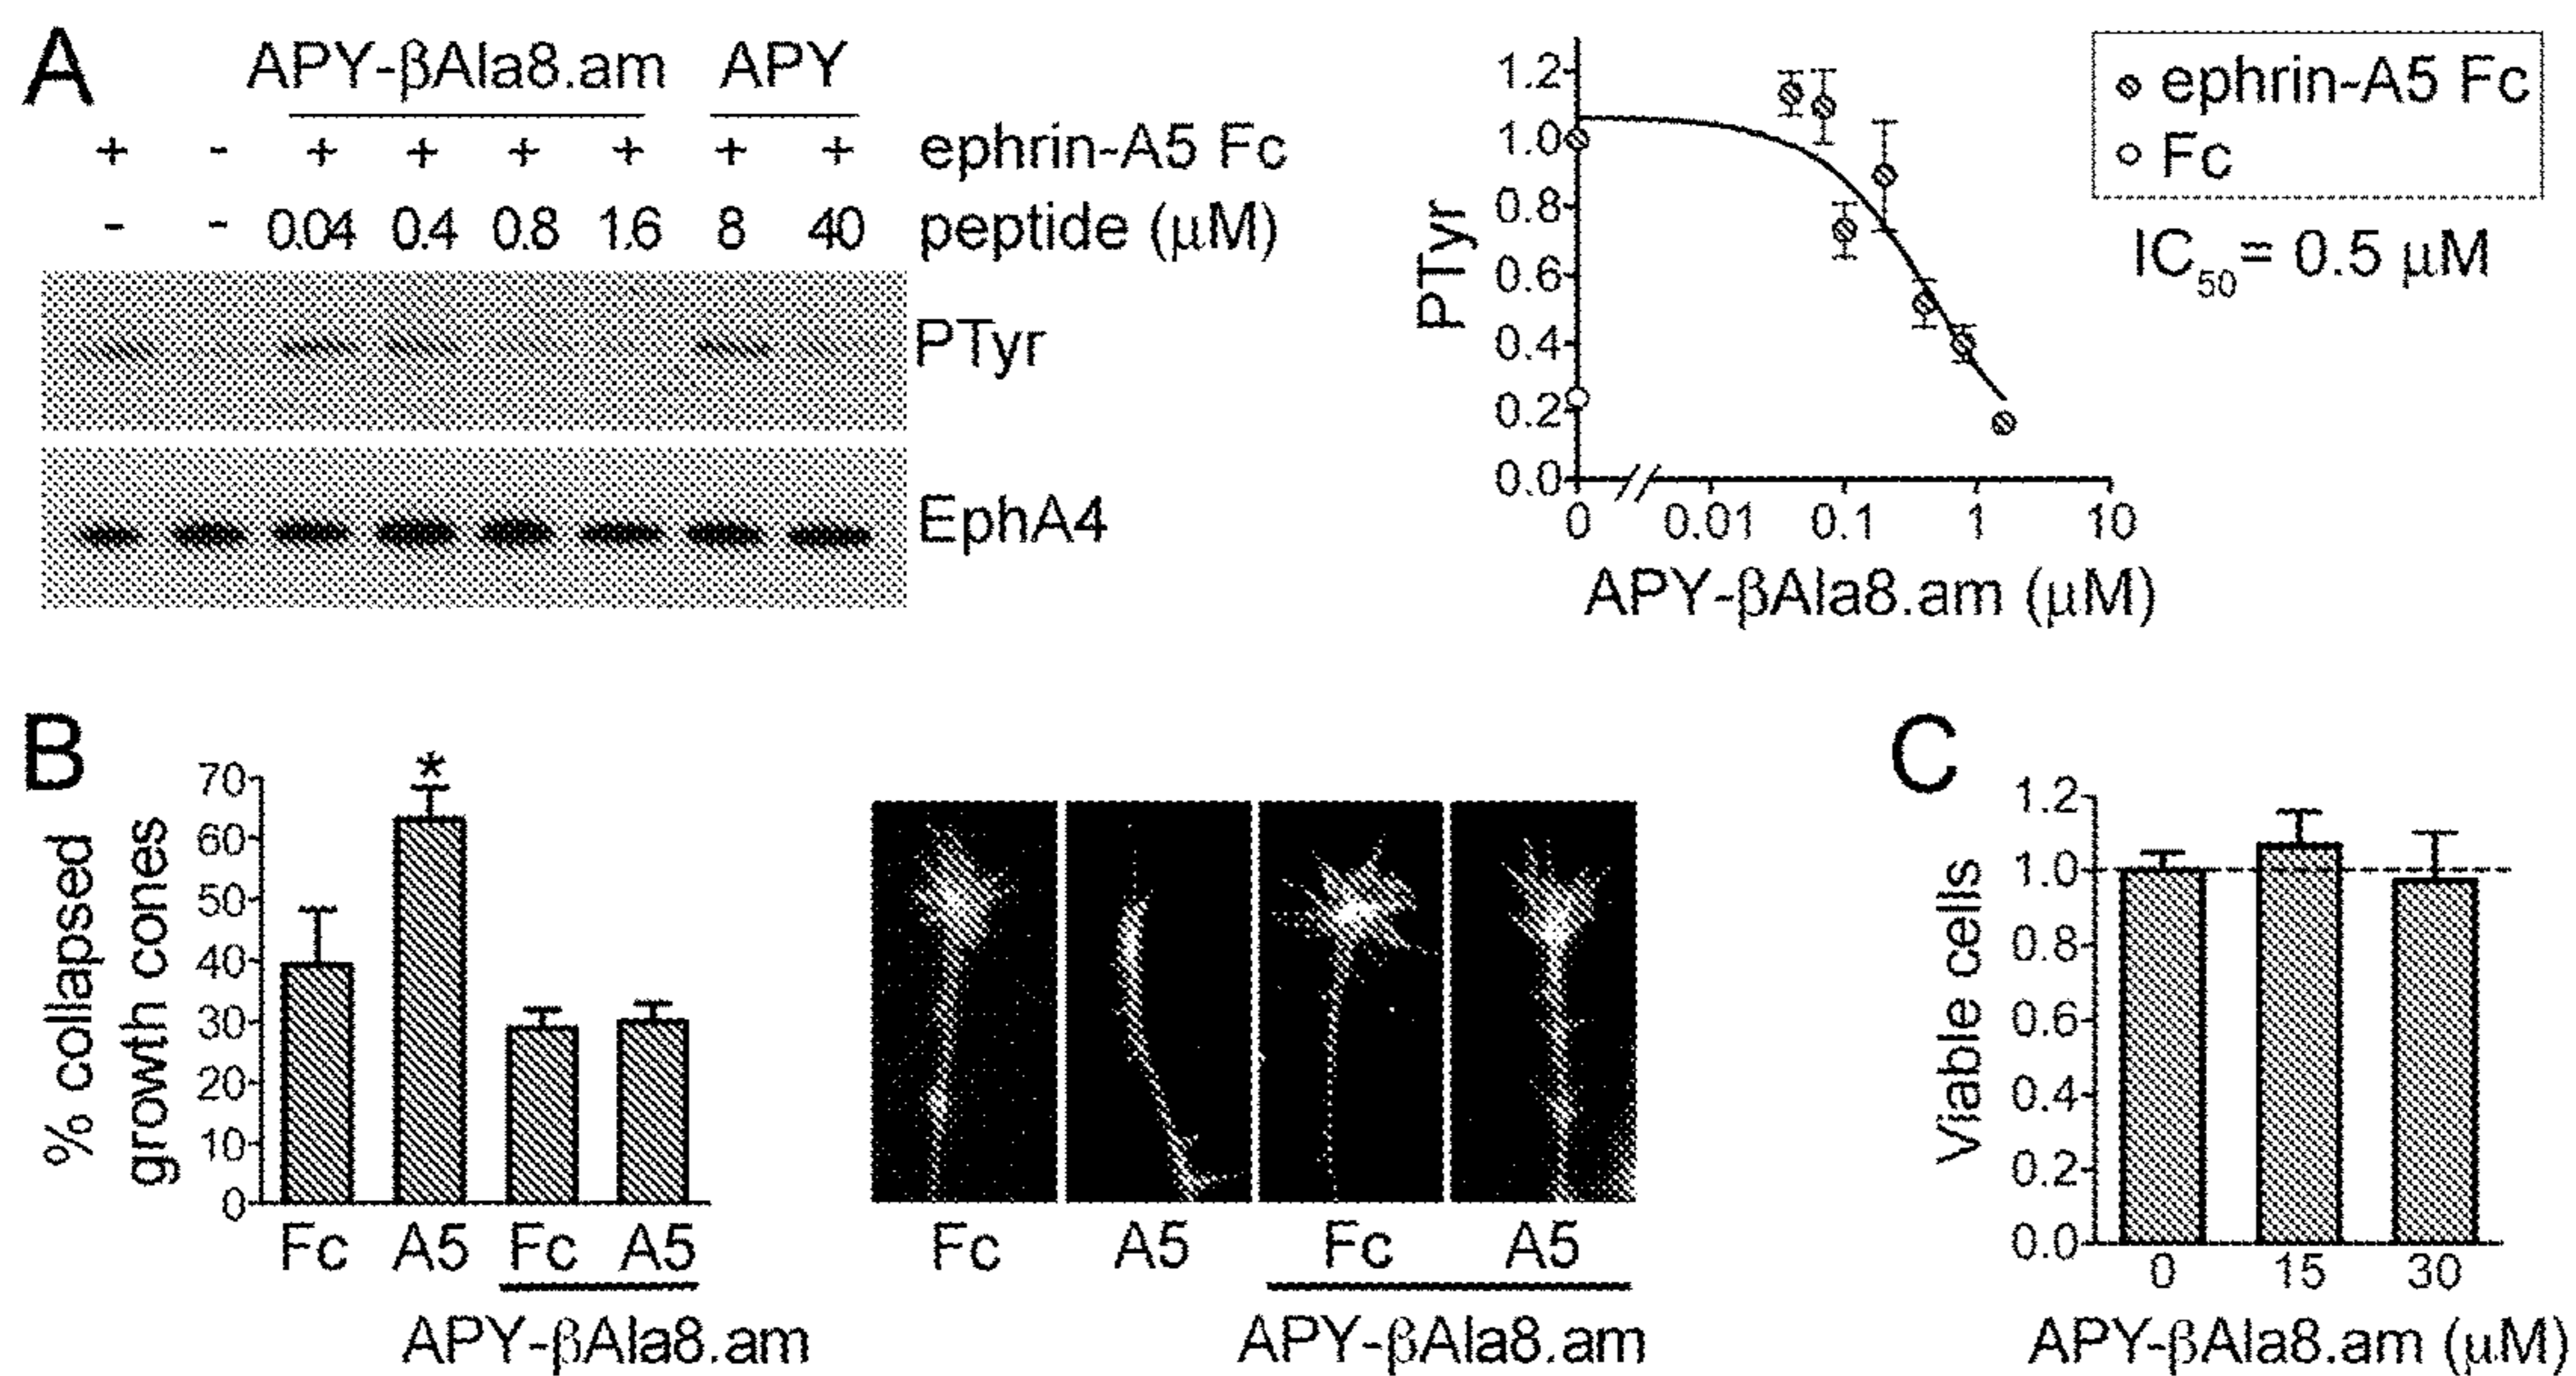 A
APY-βAla8.am APY
+ - + + + + + + ephrin-A5 Fc
- - 0.04 0.4 0.8 1.6 8 40 peptide (μM)
PTyr
EphA4
PTyr
1.2
1.0
0.8
0.6
0.4
0.2
0.0
0 0.01 0.1 1 10
APY-βAla8.am (μM)
ephrin-A5 Fc
Fc
IC50= 0.5 μM
B
% collapsed
growth cones
70
60
50
40
30
20
10
0
*
Fc A5 Fc A5
APY-βAla8.am
Fc A5 Fc A5
APY-βAla8.am
C
Viable cells
1.2
1.0
0.8
0.6
0.4
0.2
0.0
0 15 30
APY-βAla8.am (μM)